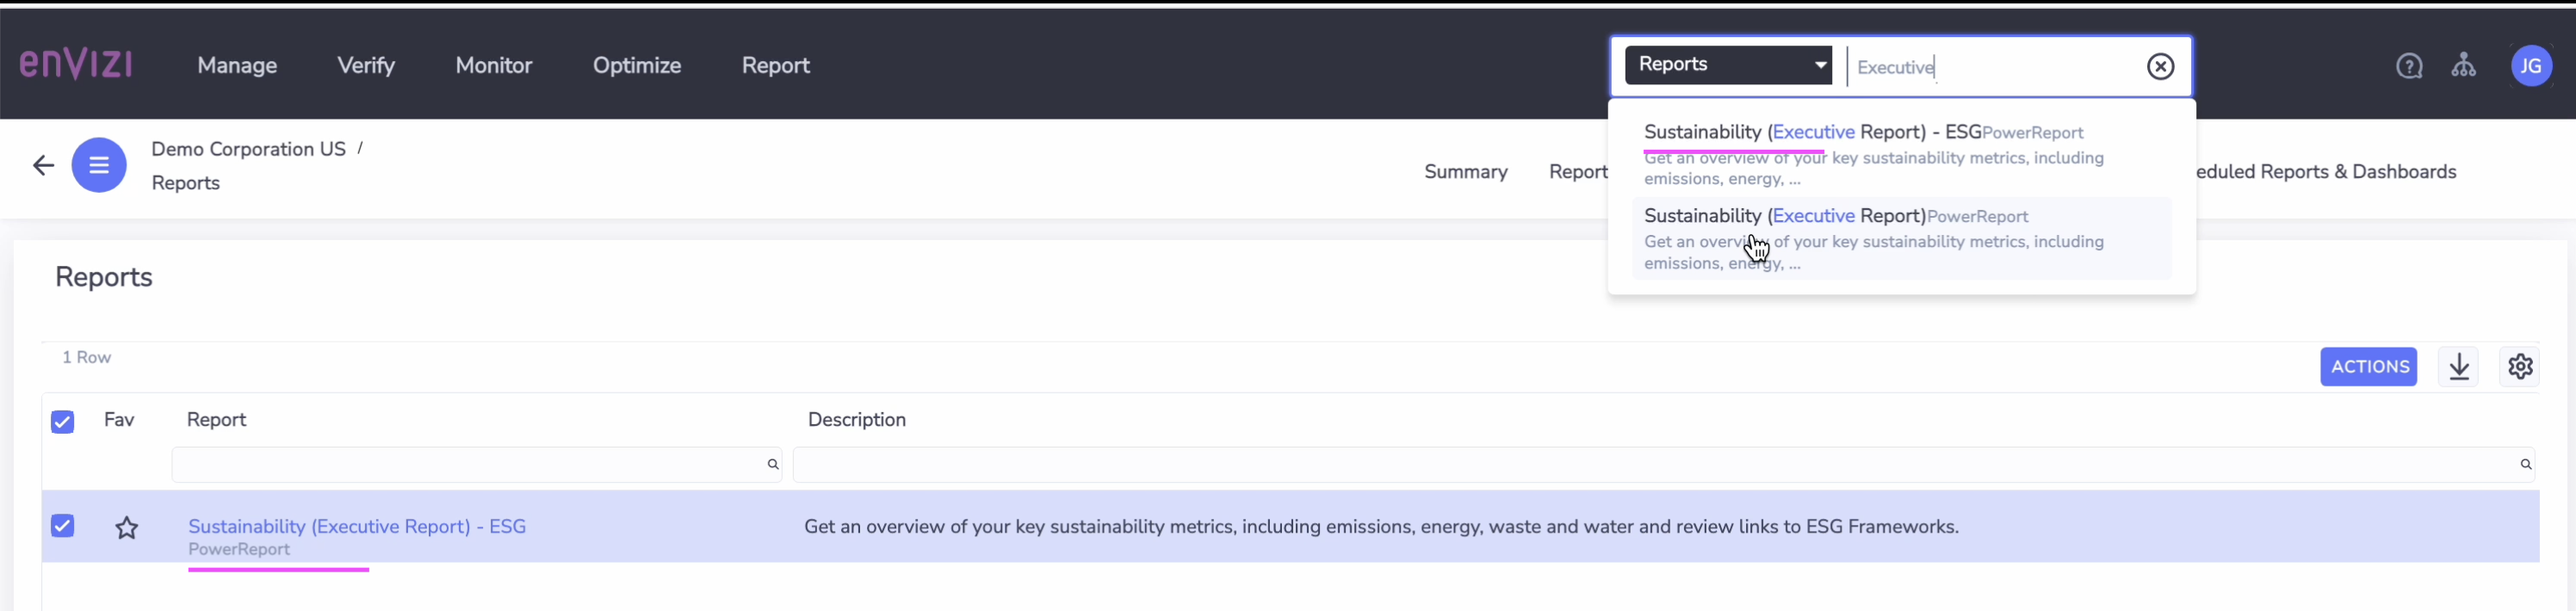 enVIZI
Manage
Verify
Monitor
Optimize
Report
Reports
Executive
JG
Demo Corporation US /
Reports
Summary
Report
eduled Reports & Dashboards
Sustainability (Executive Report) - ESGPowerReport
Get an overview of your key sustainability metrics, including
emissions, energy, ...
Sustainability (Executive Report)PowerReport
Get an overview of your key sustainability metrics, including
emissions, energy, ...
Reports
1 Row
ACTIONS
Fav
Report
Description
Sustainability (Executive Report) - ESG
PowerReport
Get an overview of your key sustainability metrics, including emissions, energy, waste and water and review links to ESG Frameworks.